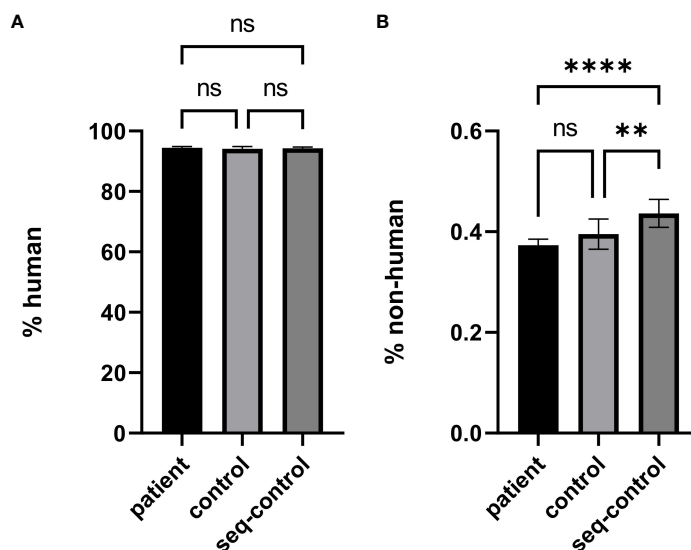 A
ns
ns
ns
100
80
60
40
20
0
% human
patient
control
seq-control
B
****
ns
**
0.6
0.4
0.2
0.0
% non-human
patient
control
seq-control